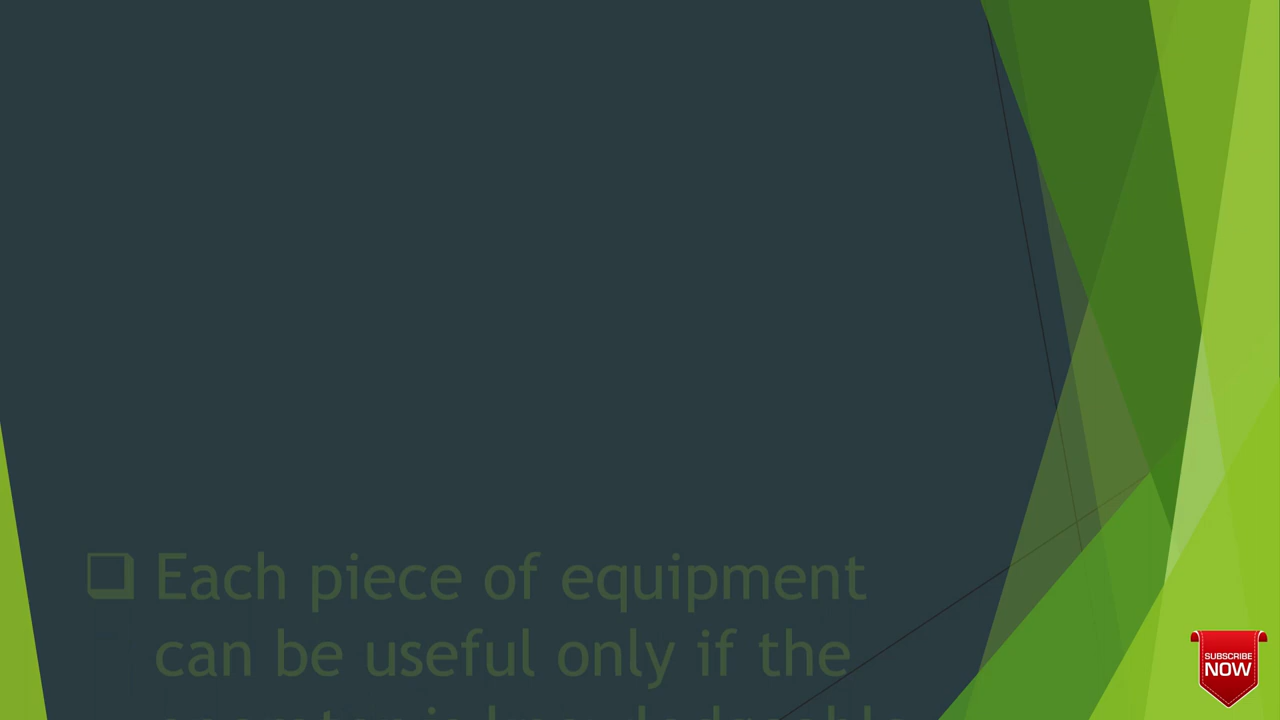 Each piece of equipment
can be useful only if the
SUBSCRIBE
NOW